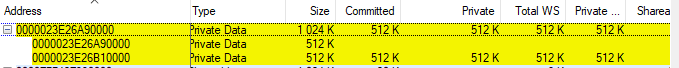 Address Type Size Committed Private Total WS Private ... Sharea
0000023E26A90000 Private Data 1 024 K 512 K 512 K 512 K 512 K
0000023E26A90000 Private Data 512 K
0000023E26B10000 Private Data 512 K 512 K 512 K 512 K 512 K